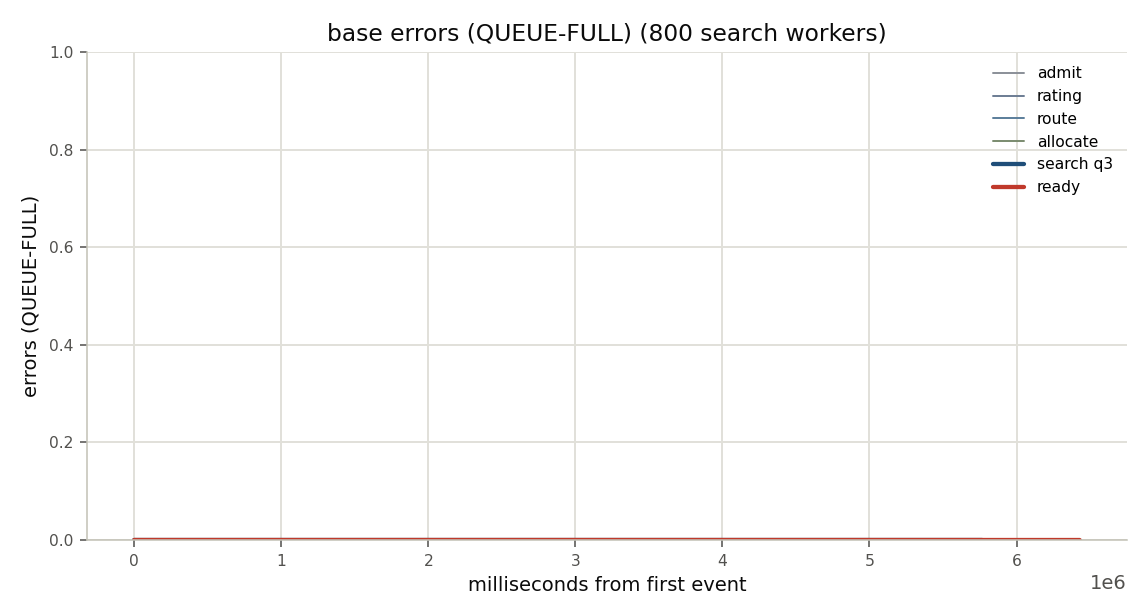 base errors (QUEUE-FULL) (800 search workers)
errors (QUEUE-FULL)
1.0
0.8
0.6
0.4
0.2
0.0
admit
rating
route
allocate
search q3
ready
0 1 2 3 4 5 6
1e6
milliseconds from first event